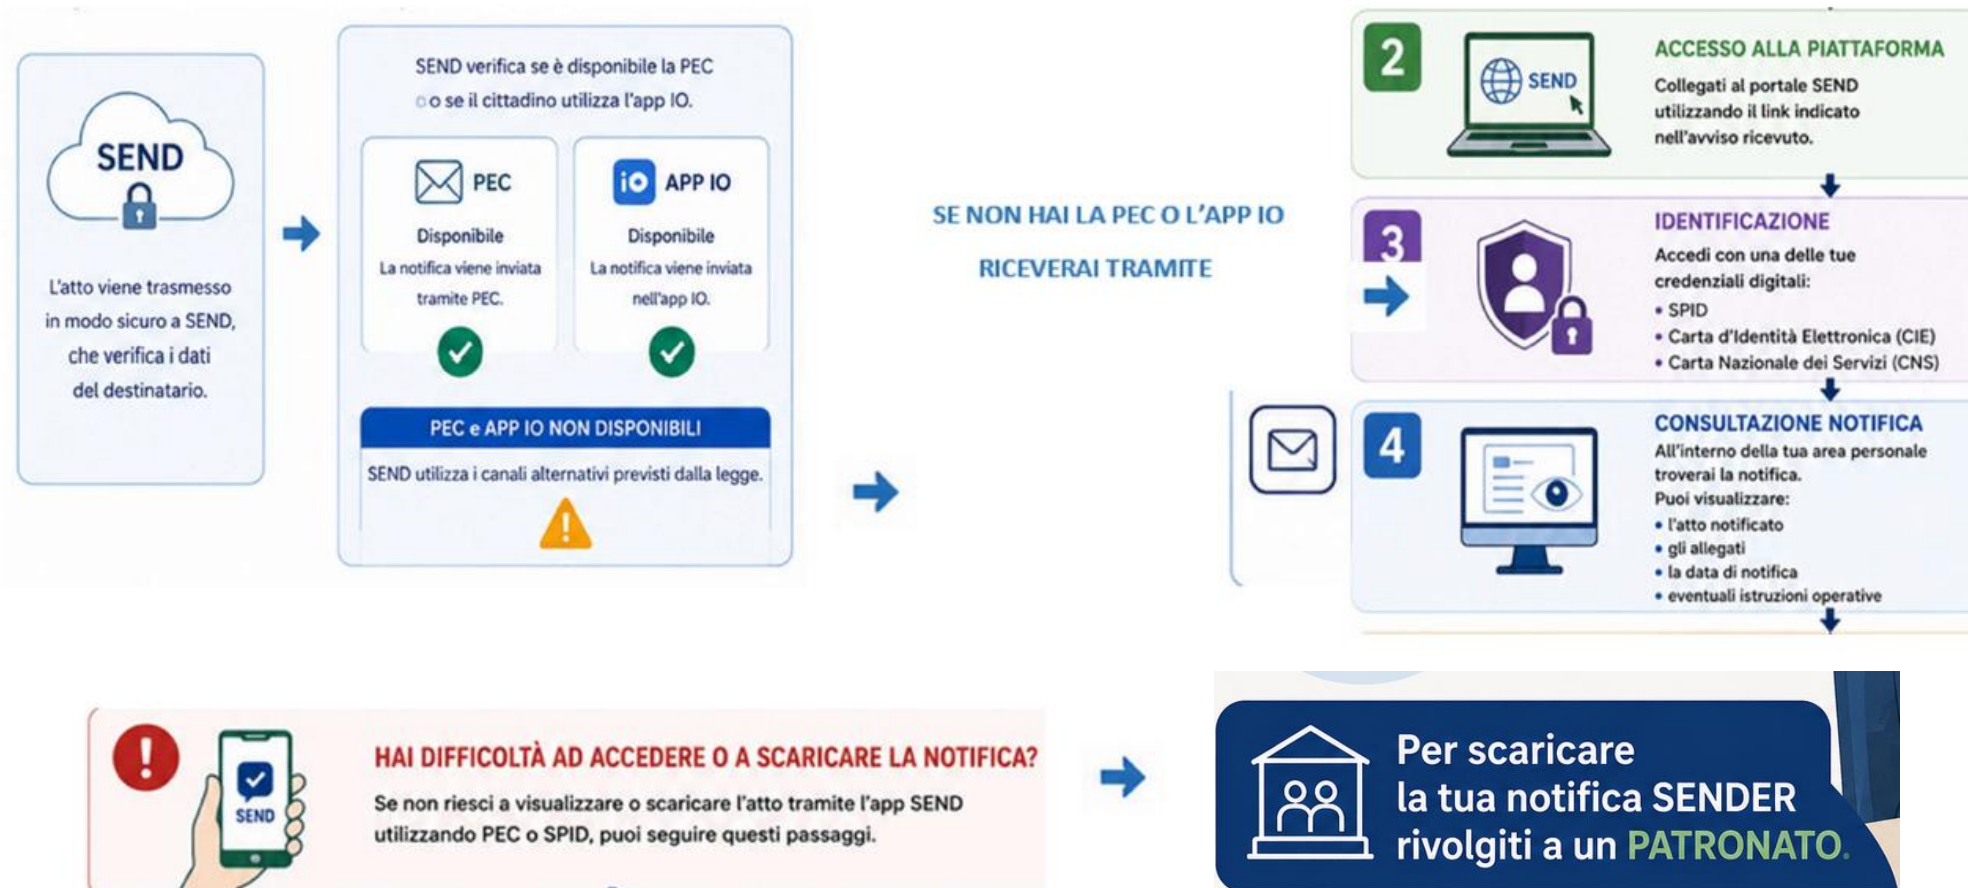 SEND
L'atto viene trasmesso
in modo sicuro a SEND,
che verifica i dati
del destinatario.
SEND verifica se è disponibile la PEC
o se il cittadino utilizza l'app IO.
PEC
Disponibile
La notifica viene inviata
tramite PEC.
iO APP IO
Disponibile
La notifica viene inviata
nell'app IO.
PEC e APP IO NON DISPONIBILI
SEND utilizza i canali alternativi previsti dalla legge.
SE NON HAI LA PEC O L'APP IO
RICEVERAI TRAMITE
2
SEND
ACCESSO ALLA PIATTAFORMA
Collegati al portale SEND
utilizzando il link indicato
nell'avviso ricevuto.
3
IDENTIFICAZIONE
Accedi con una delle tue
credenziali digitali:
• SPID
• Carta d'Identità Elettronica (CIE)
• Carta Nazionale dei Servizi (CNS)
4
CONSULTAZIONE NOTIFICA
All'interno della tua area personale
troverai la notifica.
Puoi visualizzare:
• l'atto notificato
• gli allegati
• la data di notifica
• eventuali istruzioni operative
SEND
HAI DIFFICOLTÀ AD ACCEDERE O A SCARICARE LA NOTIFICA?
Se non riesci a visualizzare o scaricare l'atto tramite l'app SEND
utilizzando PEC o SPID, puoi seguire questi passaggi.
Per scaricare
la tua notifica SENDER
rivolgiti a un PATRONATO.